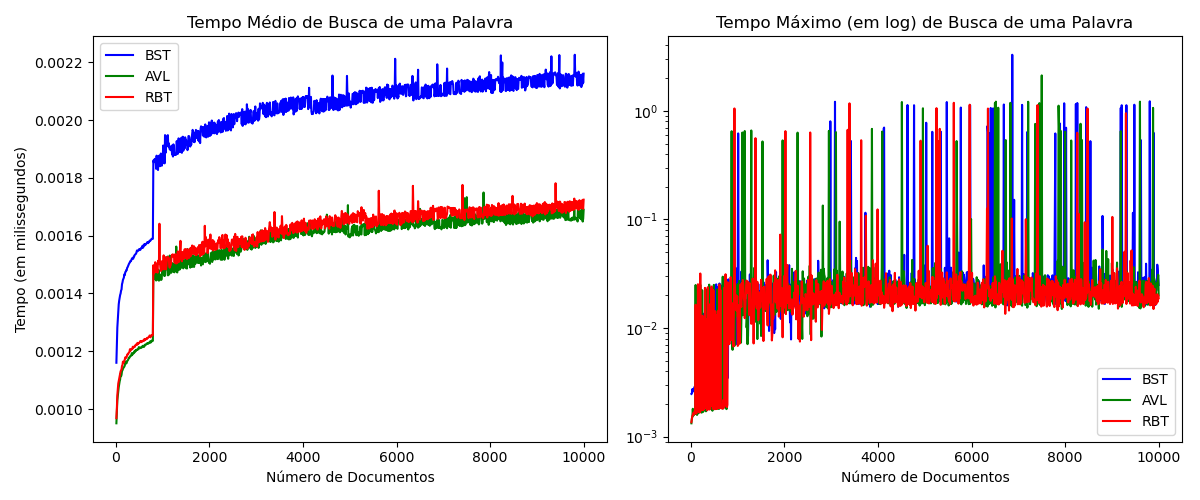 Tempo Médio de Busca de uma Palavra
BST
AVL
RBT
0.0022
0.0020
0.0018
0.0016
0.0014
0.0012
0.0010
Tempo (em milissegundos)
0 2000 4000 6000 8000 10000
Número de Documentos
Tempo Máximo (em log) de Busca de uma Palavra
10⁰
10⁻¹
10⁻²
10⁻³
BST
AVL
RBT
0 2000 4000 6000 8000 10000
Número de Documentos